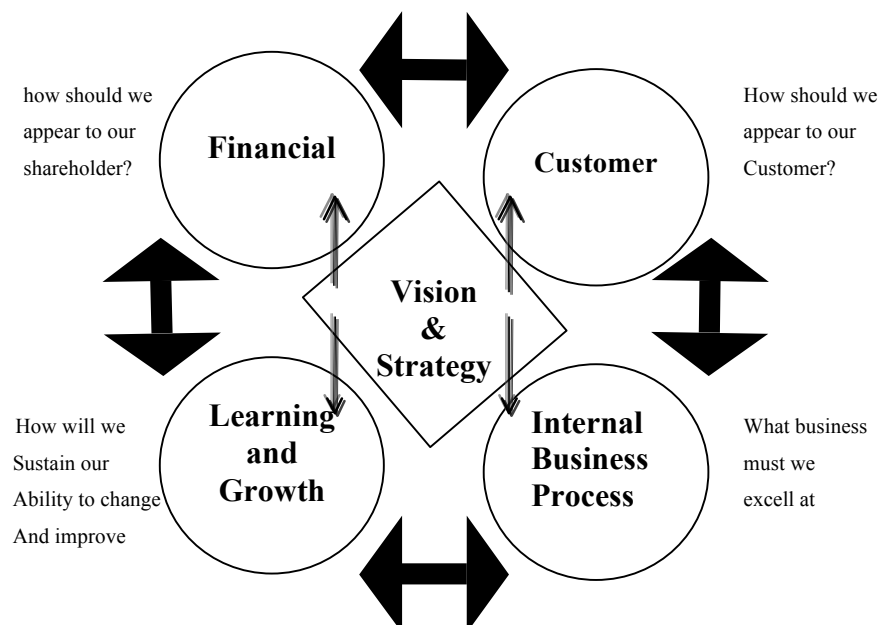 how should we
appear to our
shareholder?
Financial
Customer
How should we
appear to our
Customer?
Vision
&
Strategy
How will we
Sustain our
Ability to change
And improve
Learning
and
Growth
Internal
Business
Process
What business
must we
excell at